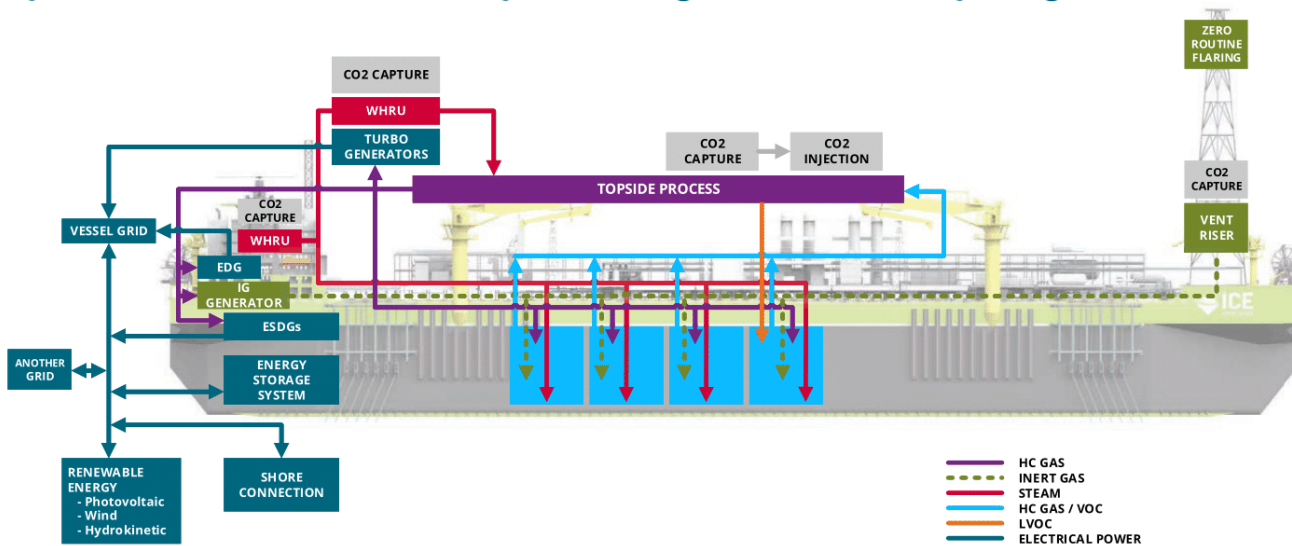 ZERO
ROUTINE
FLARING
CO2 CAPTURE
WHRU
TURBO
GENERATORS
CO2
CAPTURE
CO2
INJECTION
TOPSIDE PROCESS
CO2
CAPTURE
VENT
RISER
CO2
CAPTURE
WHRU
VESSEL GRID
EDG
IG
GENERATOR
ESDGs
ICE
ANOTHER
GRID
ENERGY
STORAGE
SYSTEM
RENEWABLE
ENERGY
- Photovoltaic
- Wind
- Hydrokinetic
SHORE
CONNECTION
HC GAS
INERT GAS
STEAM
HC GAS / VOC
LVOC
ELECTRICAL POWER